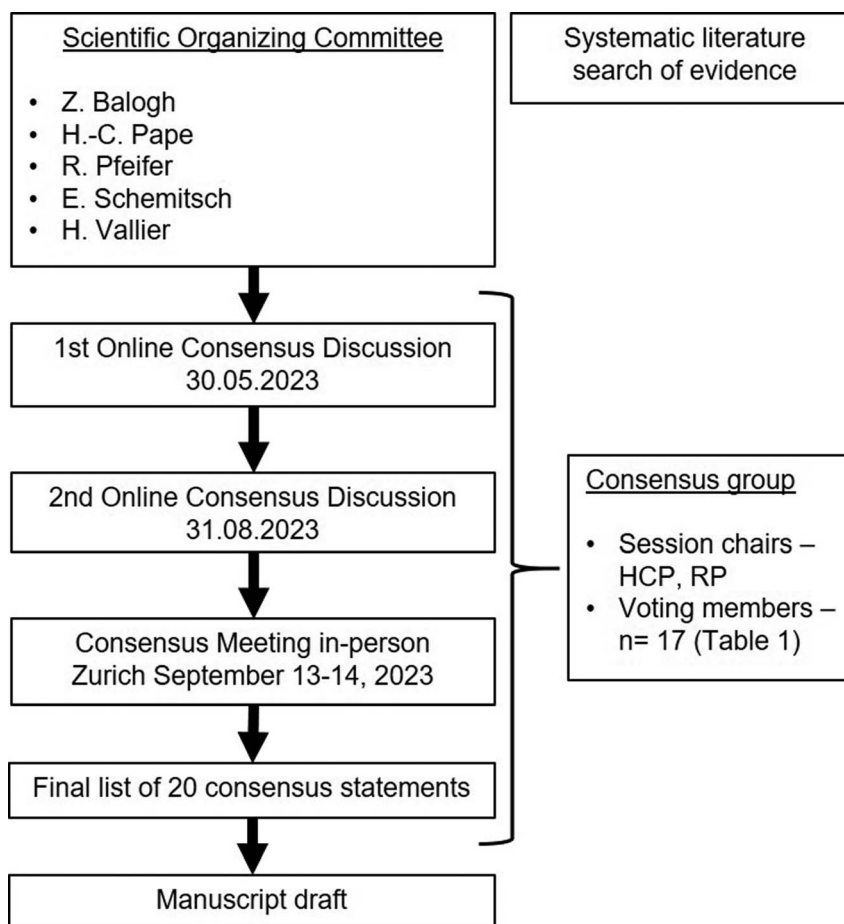 Scientific Organizing Committee
• Z. Balogh
• H.-C. Pape
• R. Pfeifer
• E. Schemitsch
• H. Vallier
Systematic literature
search of evidence
1st Online Consensus Discussion
30.05.2023
2nd Online Consensus Discussion
31.08.2023
Consensus Meeting in-person
Zurich September 13-14, 2023
Final list of 20 consensus statements
Manuscript draft
Consensus group
• Session chairs –
HCP, RP
• Voting members –
n= 17 (Table 1)